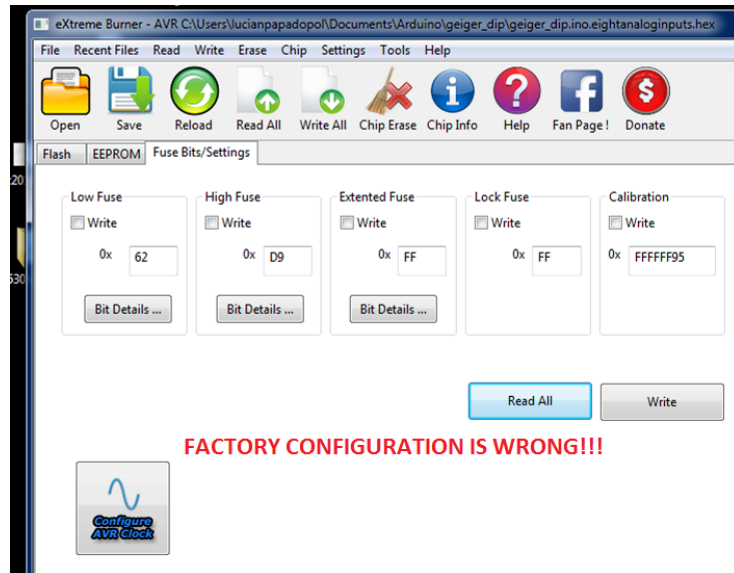 eXtreme Burner - AVR C:\Users\lucianpapadopol\Documents\Arduino\geiger_dip\geiger_dip.ino.eightanaloginputs.hex
File Recent Files Read Write Erase Chip Settings Tools Help
Open Save Reload Read All Write All Chip Erase Chip Info Help Fan Page! Donate
Flash EEPROM Fuse Bits/Settings
Low Fuse High Fuse Extented Fuse Lock Fuse Calibration
Write Write Write Write Write
0x 62 0x D9 0x FF 0x FF 0x FFFFFF95
Bit Details ... Bit Details ... Bit Details ...
Read All Write
FACTORY CONFIGURATION IS WRONG!!!
Configure
AVR Clock